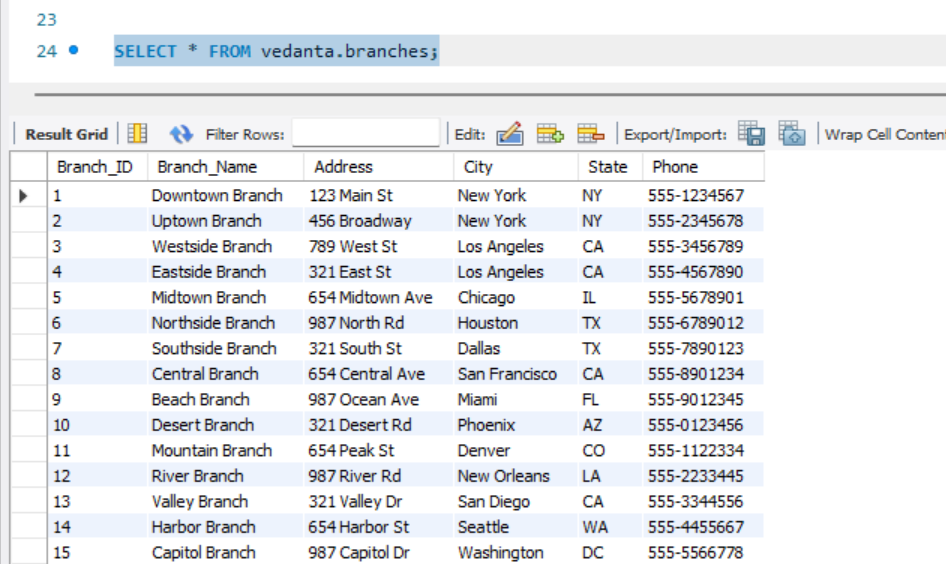 23
24 SELECT * FROM vedanta.branches;
Result Grid Filter Rows: Edit: Export/Import: Wrap Cell Conten
Branch_ID Branch_Name Address City State Phone
1 Downtown Branch 123 Main St New York NY 555-1234567
2 Uptown Branch 456 Broadway New York NY 555-2345678
3 Westside Branch 789 West St Los Angeles CA 555-3456789
4 Eastside Branch 321 East St Los Angeles CA 555-4567890
5 Midtown Branch 654 Midtown Ave Chicago IL 555-5678901
6 Northside Branch 987 North Rd Houston TX 555-6789012
7 Southside Branch 321 South St Dallas TX 555-7890123
8 Central Branch 654 Central Ave San Francisco CA 555-8901234
9 Beach Branch 987 Ocean Ave Miami FL 555-9012345
10 Desert Branch 321 Desert Rd Phoenix AZ 555-0123456
11 Mountain Branch 654 Peak St Denver CO 555-1122334
12 River Branch 987 River Rd New Orleans LA 555-2233445
13 Valley Branch 321 Valley Dr San Diego CA 555-3344556
14 Harbor Branch 654 Harbor St Seattle WA 555-4455667
15 Capitol Branch 987 Capitol Dr Washington DC 555-5566778